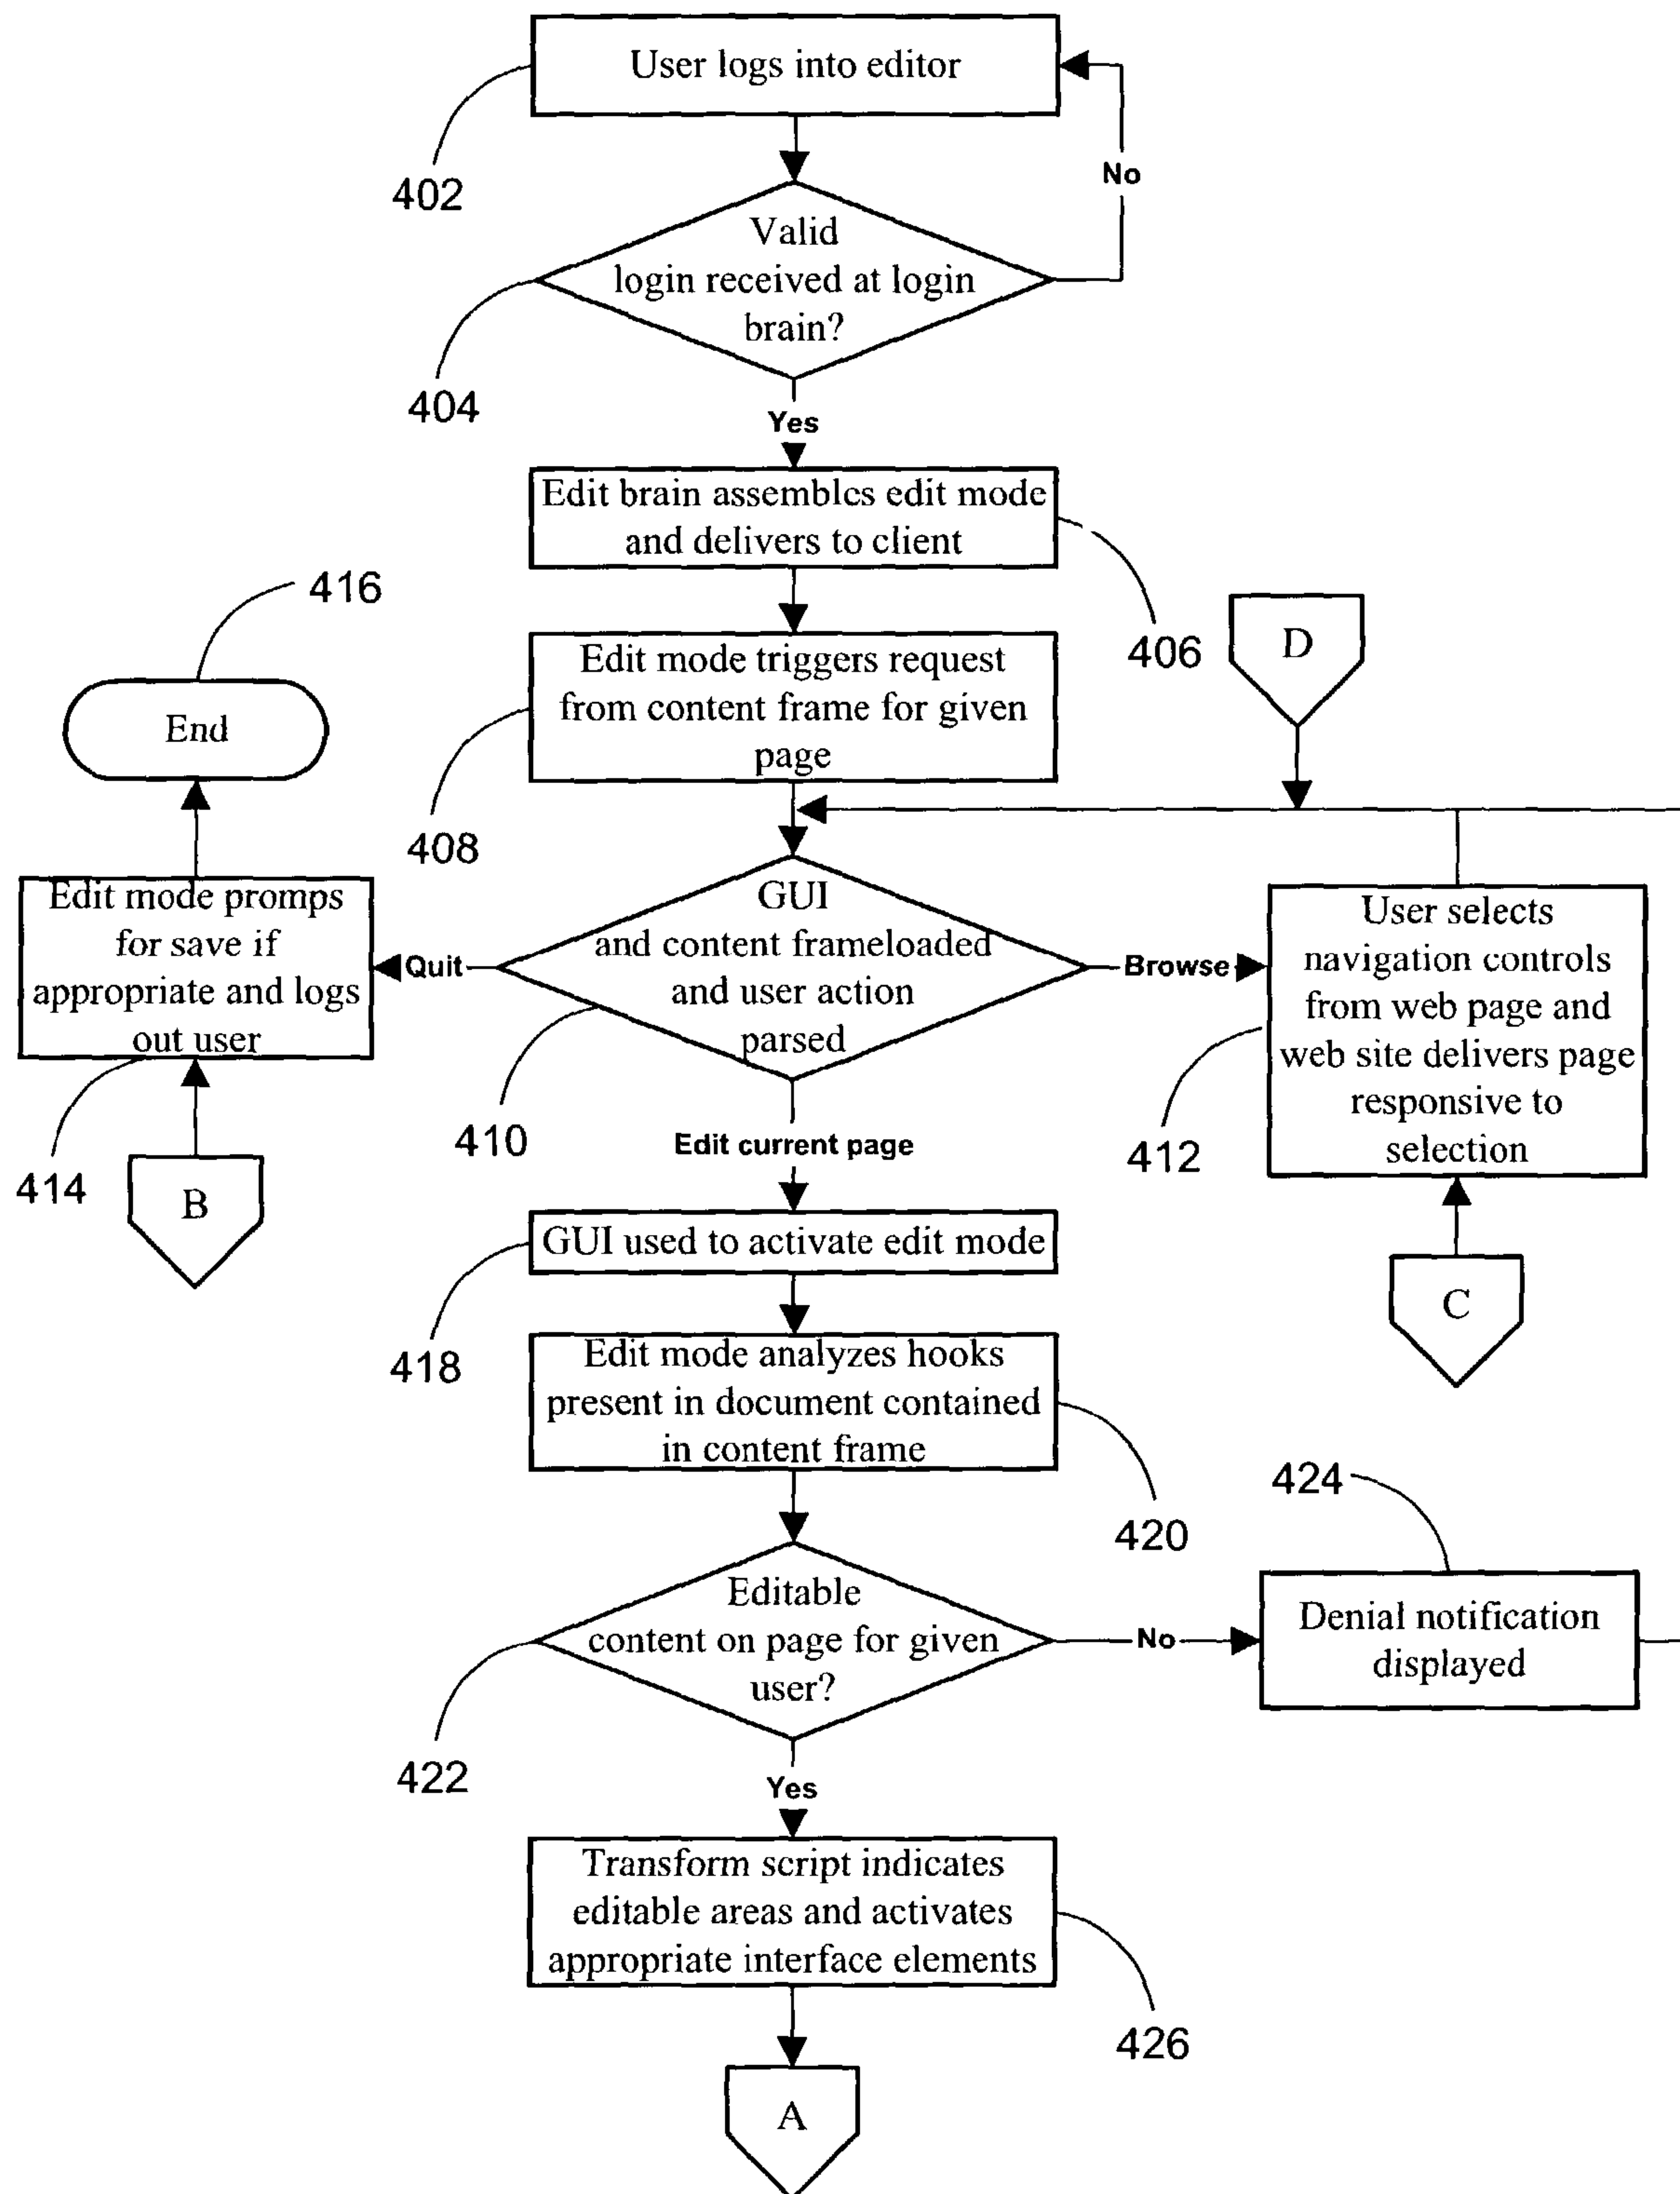 User logs into editor
402
No
Valid
login received at login
brain?
404
Yes
Edit brain assembles edit mode
and delivers to client
406
416
End
Edit mode triggers request
from content frame for given
page
408
D
Edit mode promps
for save if
appropriate and logs
out user
414
B
Quit
GUI
and content frameloaded
and user action
parsed
410
Browse
User selects
navigation controls
from web page and
web site delivers page
responsive to
selection
412
C
Edit current page
GUI used to activate edit mode
418
Edit mode analyzes hooks
present in document contained
in content frame
420
424
Editable
content on page for given
user?
422
No
Denial notification
displayed
Yes
Transform script indicates
editable areas and activates
appropriate interface elements
426
A